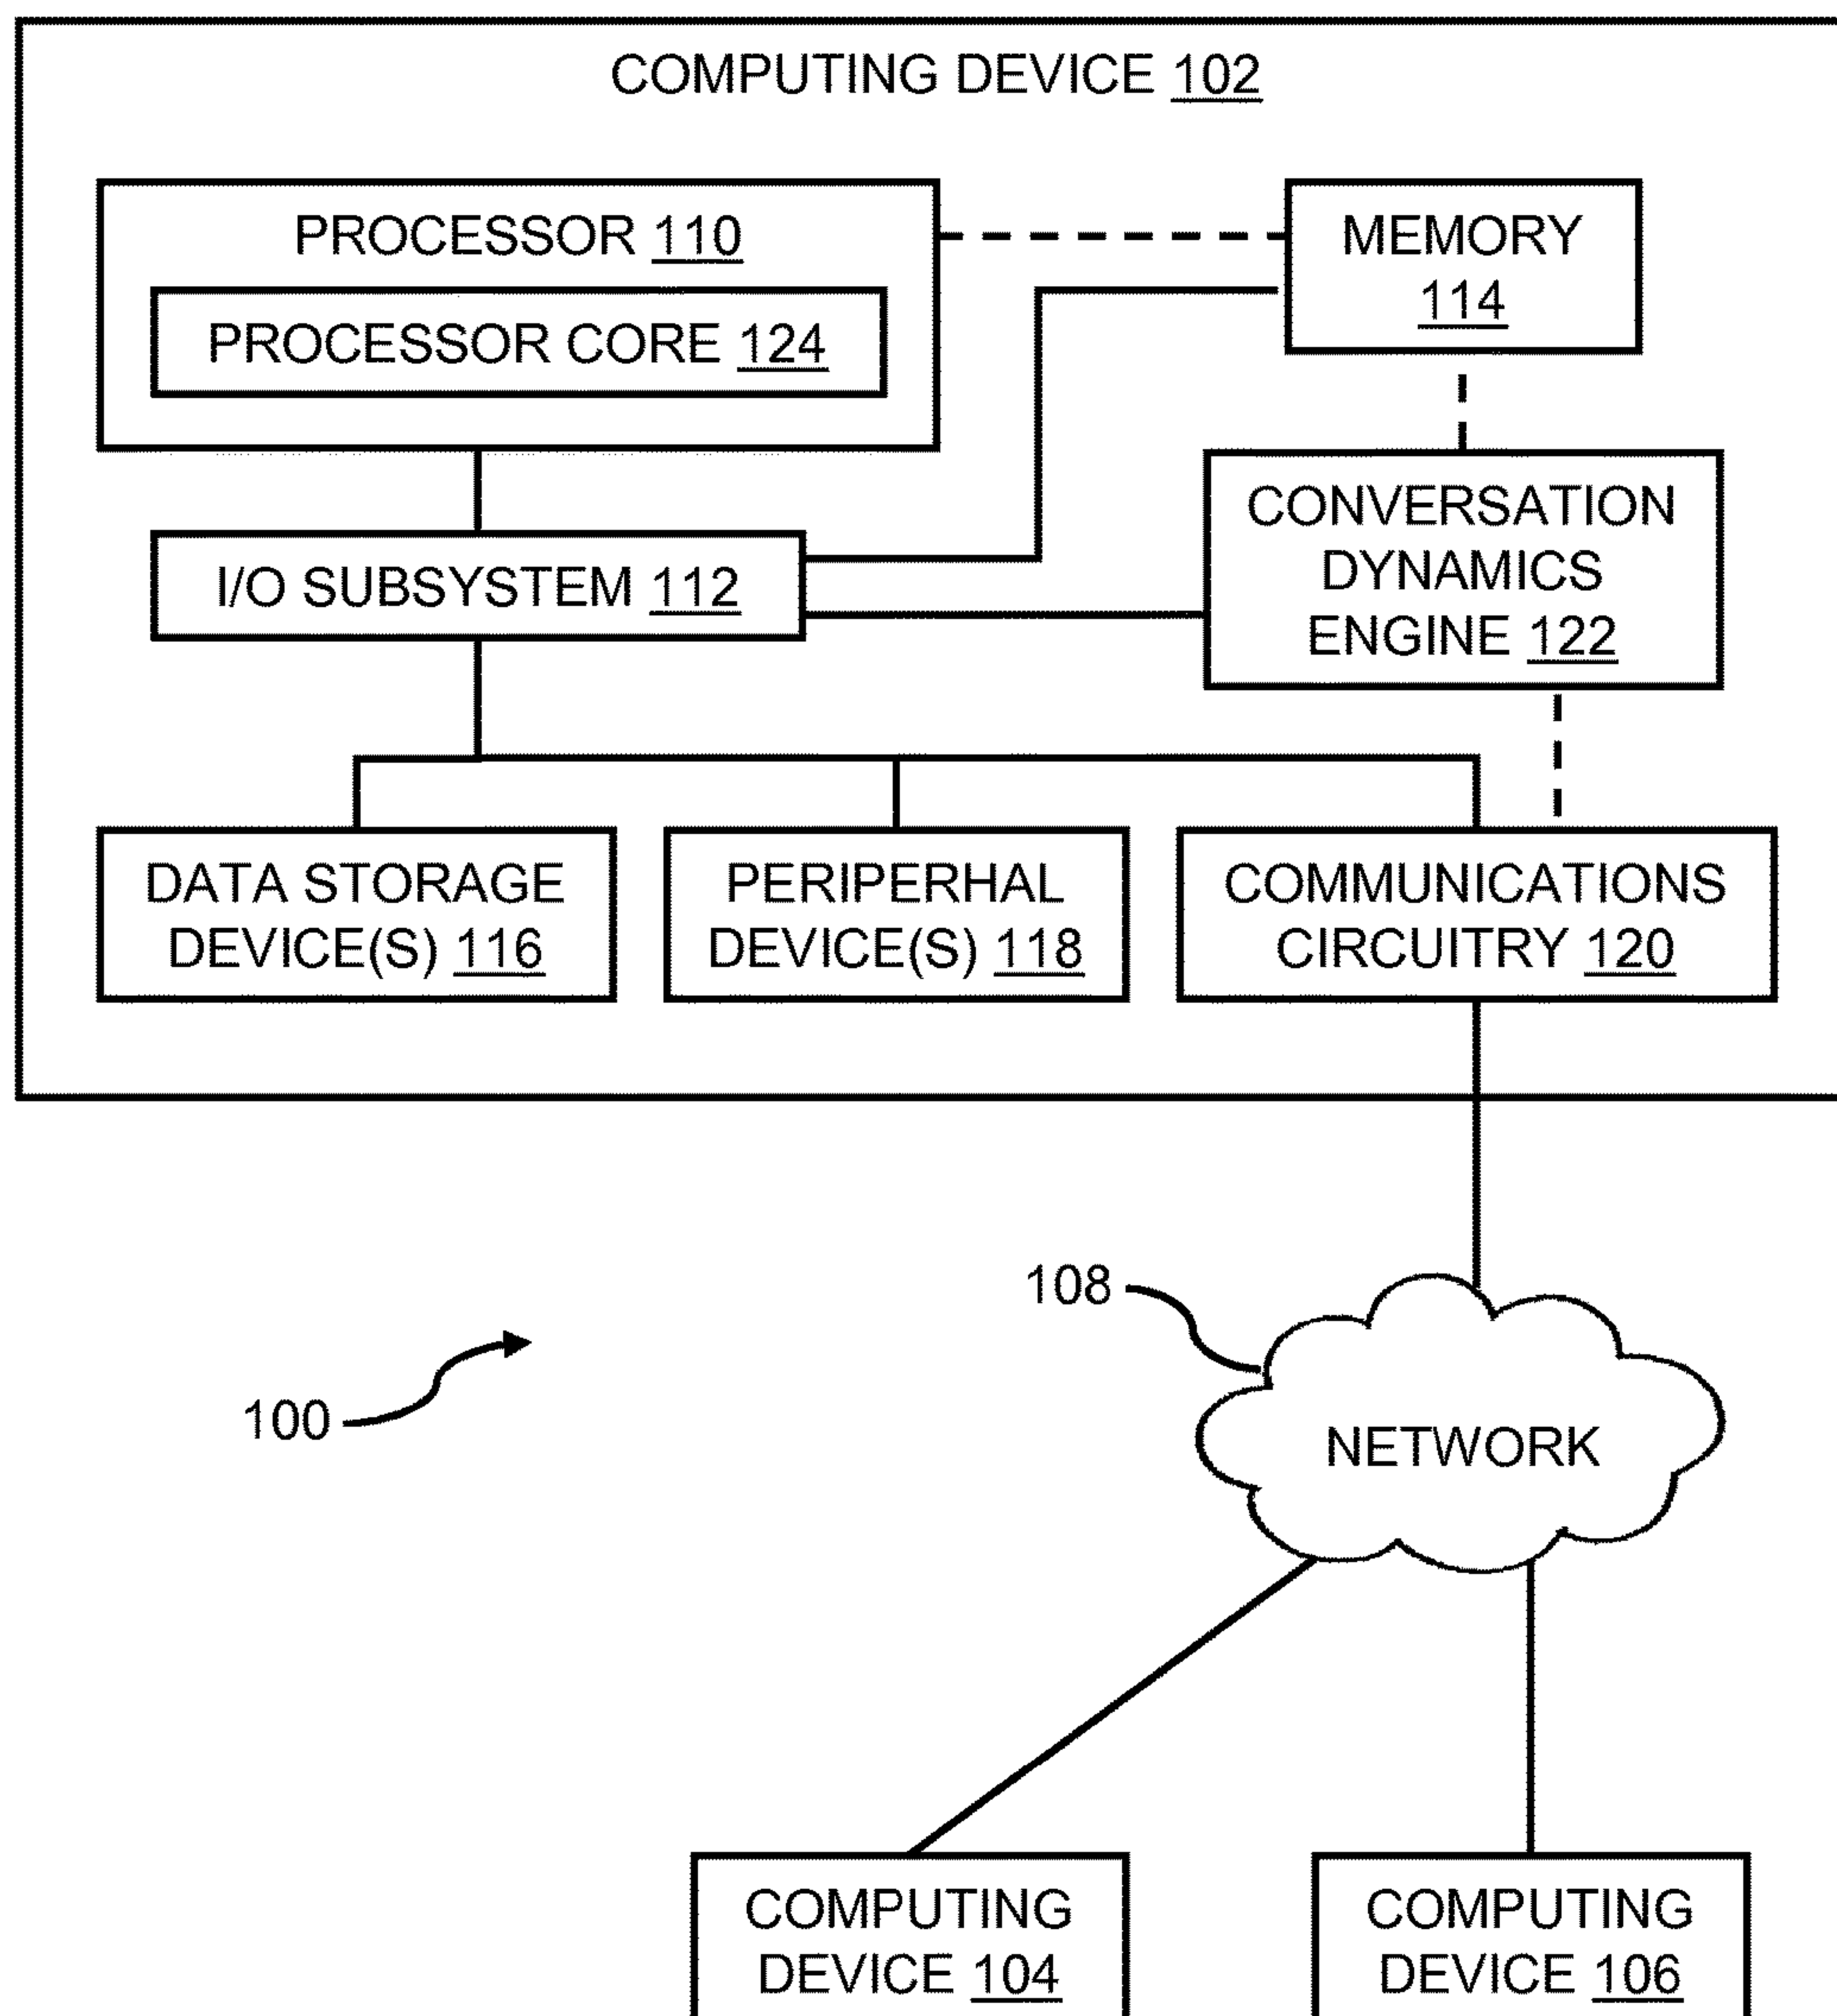 COMPUTING DEVICE 102
PROCESSOR 110
PROCESSOR CORE 124
MEMORY
114
I/O SUBSYSTEM 112
CONVERSATION
DYNAMICS
ENGINE 122
DATA STORAGE
DEVICE(S) 116
PERIPERHAL
DEVICE(S) 118
COMMUNICATIONS
CIRCUITRY 120
108
100
NETWORK
COMPUTING
DEVICE 104
COMPUTING
DEVICE 106